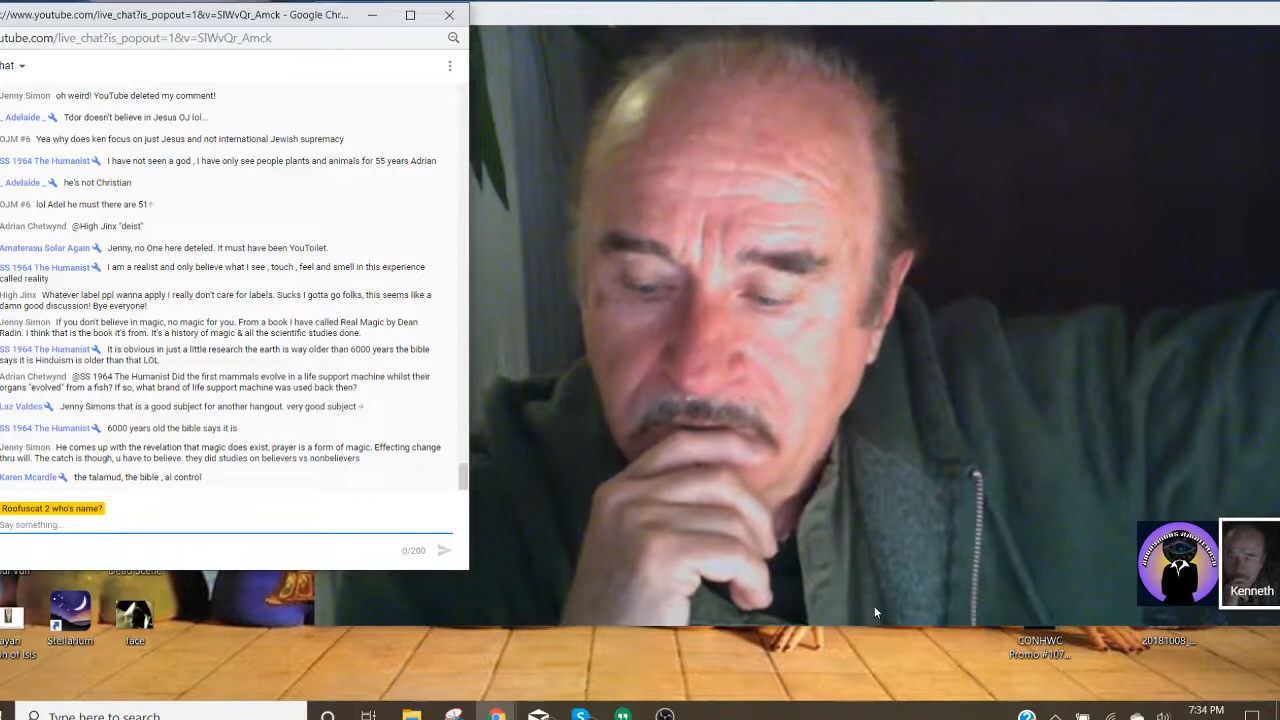 ://www.youtube.com/live_chat?is_popout=1&v=SlWvQr_Amck - Google Chr...
utube.com/live_chat?is_popout=1&v=SlWvQr_Amck
hat
Jenny Simon oh weird! YouTube deleted my comment!
_ Adelaide _ Tdor doesn't believe in Jesus OJ lol...
OJM #6 Yea why does ken focus on just Jesus and not international Jewish supremacy
SS 1964 The Humanist I have not seen a god , I have only see people plants and animals for 55 years Adrian
_ Adelaide _ he's not Christian
OJM #6 lol Adel he must there are 51
Adrian Chetwynd @High Jinx "deist"
Amaterasu Solar Again Jenny, no One here deteled. it must have been YouToilet.
SS 1964 The Humanist I am a realist and only believe what I see , touch , feel and smell in this experience
called reality
High Jinx Whatever label ppl wanna apply I really don't care for labels. Sucks I gotta go folks, this seems like a
damn good discussion! Bye everyone!
Jenny Simon If you don't believe in magic, no magic for you. From a book I have called Real Magic by Dean
Radin. I think that is the book it's from. It's a history of magic & all the scientific studies done.
SS 1964 The Humanist It is obvious in just a little research the earth is way older than 6000 years the bible
says it is Hinduism is older than that LOL
Adrian Chetwynd @SS 1964 The Humanist Did the first mammals evolve in a life support machine whilst their
organs "evolved" from a fish? If so, what brand of life support machine was used back then?
Laz Valdes Jenny Simons that is a good subject for another hangout. very good subject
SS 1964 The Humanist 6000 years old the bible says it is
Jenny Simon He comes up with the revelation that magic does exist, prayer is a form of magic. Effecting change
thru will. The catch is though, u have to believe. they did studies on believers vs nonbelievers
Karen Mcardle the talamud, the bible , al control
Roofuscat 2 who's name?
Say something...
0/200
Dead Scene
ayan
on of Isis
Stellarium
face
Kenneth
CONHWC
Promo #107...
20181008_...
Type here to search
7:34 PM